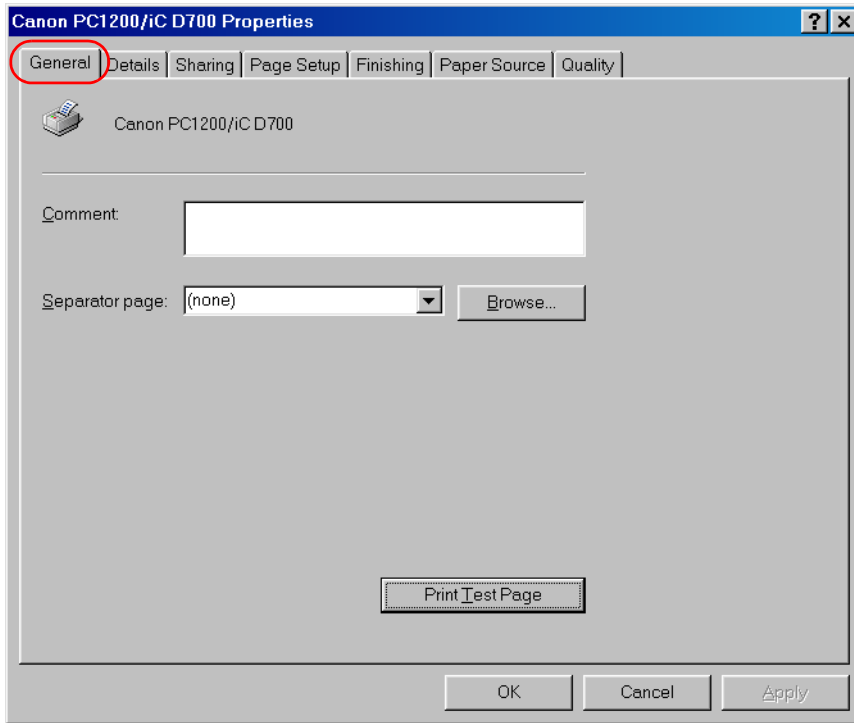 Canon PC1200/iC D700 Properties
General Details Sharing Page Setup Finishing Paper Source Quality
Canon PC1200/iC D700
Comment:
Separator page: (none) Browse...
Print Test Page
OK Cancel Apply